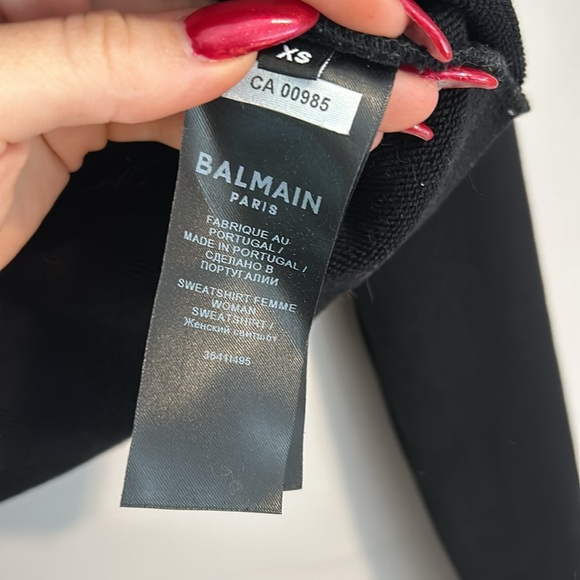 XS
CA 00985
BALMAIN
PARIS
FABRIQUE AU
PORTUGAL /
MADE IN PORTUGAL /
СДЕЛАНО В
ПОРТУГАЛИИ
SWEATSHIRT FEMME
WOMAN
SWEATSHIRT /
Женский свитшот
35411495